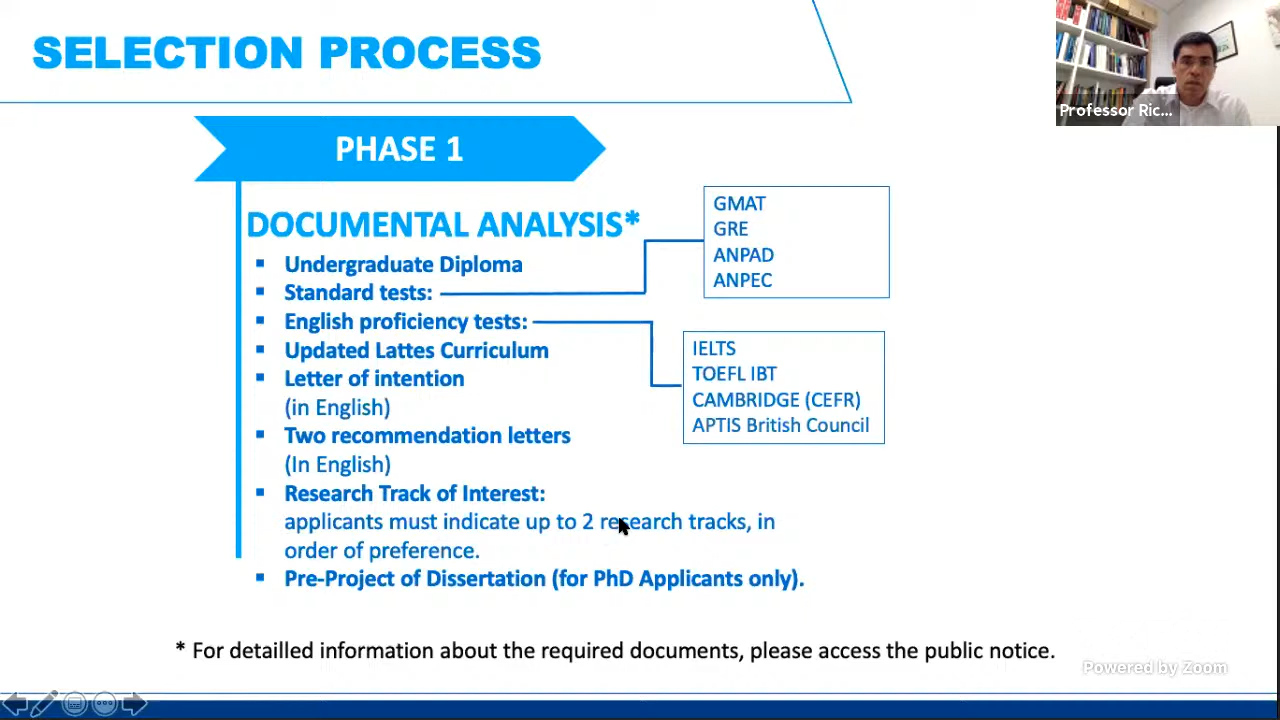 SELECTION PROCESS
Professor Ric...
PHASE 1
DOCUMENTAL ANALYSIS*
▪ Undergraduate Diploma
▪ Standard tests:
▪ English proficiency tests:
▪ Updated Lattes Curriculum
▪ Letter of intention
(in English)
▪ Two recommendation letters
(In English)
▪ Research Track of Interest:
applicants must indicate up to 2 research tracks, in
order of preference.
▪ Pre-Project of Dissertation (for PhD Applicants only).
GMAT
GRE
ANPAD
ANPEC
IELTS
TOEFL IBT
CAMBRIDGE (CEFR)
APTIS British Council
* For detailled information about the required documents, please access the public notice.
Powered by Zoom